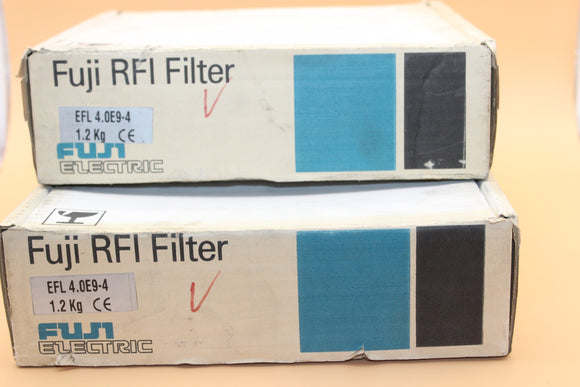 Fuji RFI Filter
EFL 4.0E9-4
1.2 Kg CE
FUJI
ELECTRIC
Fuji RFI Filter
EFL 4.0E9-4
1.2 Kg CE
FUJI
ELECTRIC